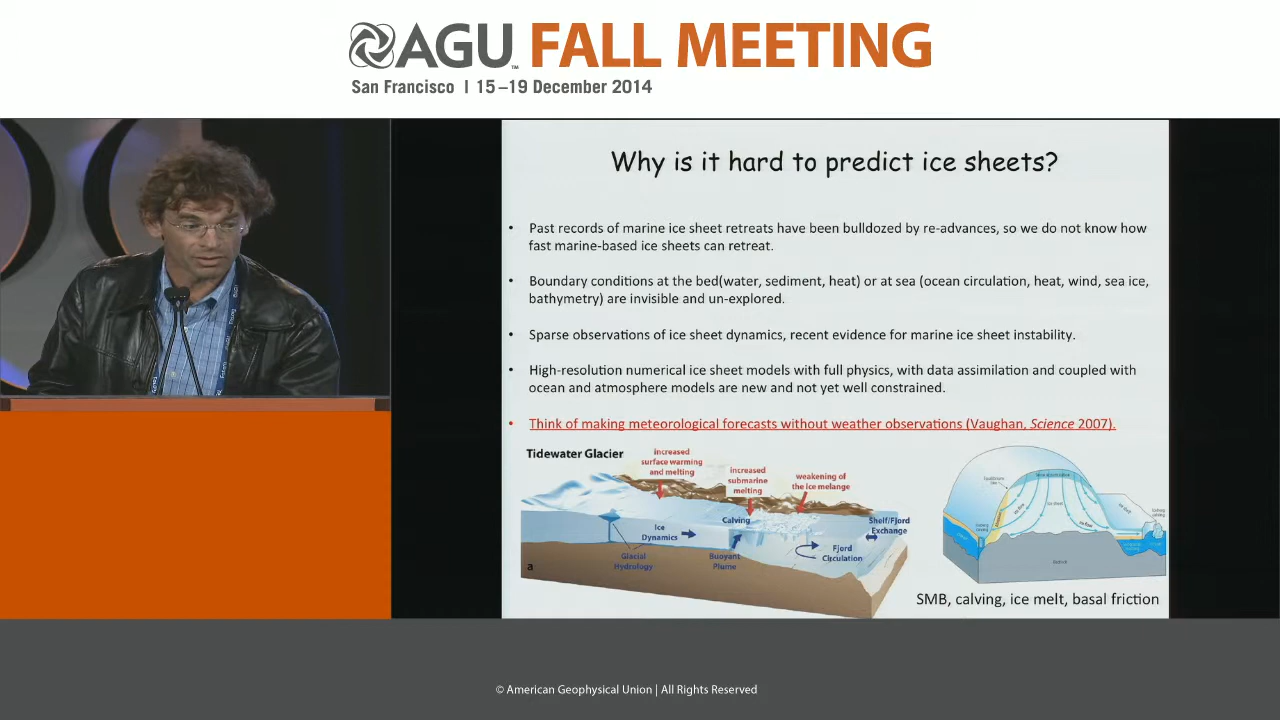 AGU™ FALL MEETING
San Francisco | 15–19 December 2014
Why is it hard to predict ice sheets?
• Past records of marine ice sheet retreats have been bulldozed by re-advances, so we do not know how
fast marine-based ice sheets can retreat.
• Boundary conditions at the bed(water, sediment, heat) or at sea (ocean circulation, heat, wind, sea ice,
bathymetry) are invisible and un-explored.
• Sparse observations of ice sheet dynamics, recent evidence for marine ice sheet instability.
• High-resolution numerical ice sheet models with full physics, with data assimilation and coupled with
ocean and atmosphere models are new and not yet well constrained.
• Think of making meteorological forecasts without weather observations (Vaughan, Science 2007).
Tidewater Glacier
increased
surface warming
and melting
increased
submarine
melting
weakening of
the ice melange
Calving
Shelf/Fjord
Exchange
Ice
Dynamics
Glacial
Hydrology
Buoyant
Plume
Fjord
Circulation
a
SMB, calving, ice melt, basal friction
© American Geophysical Union | All Rights Reserved